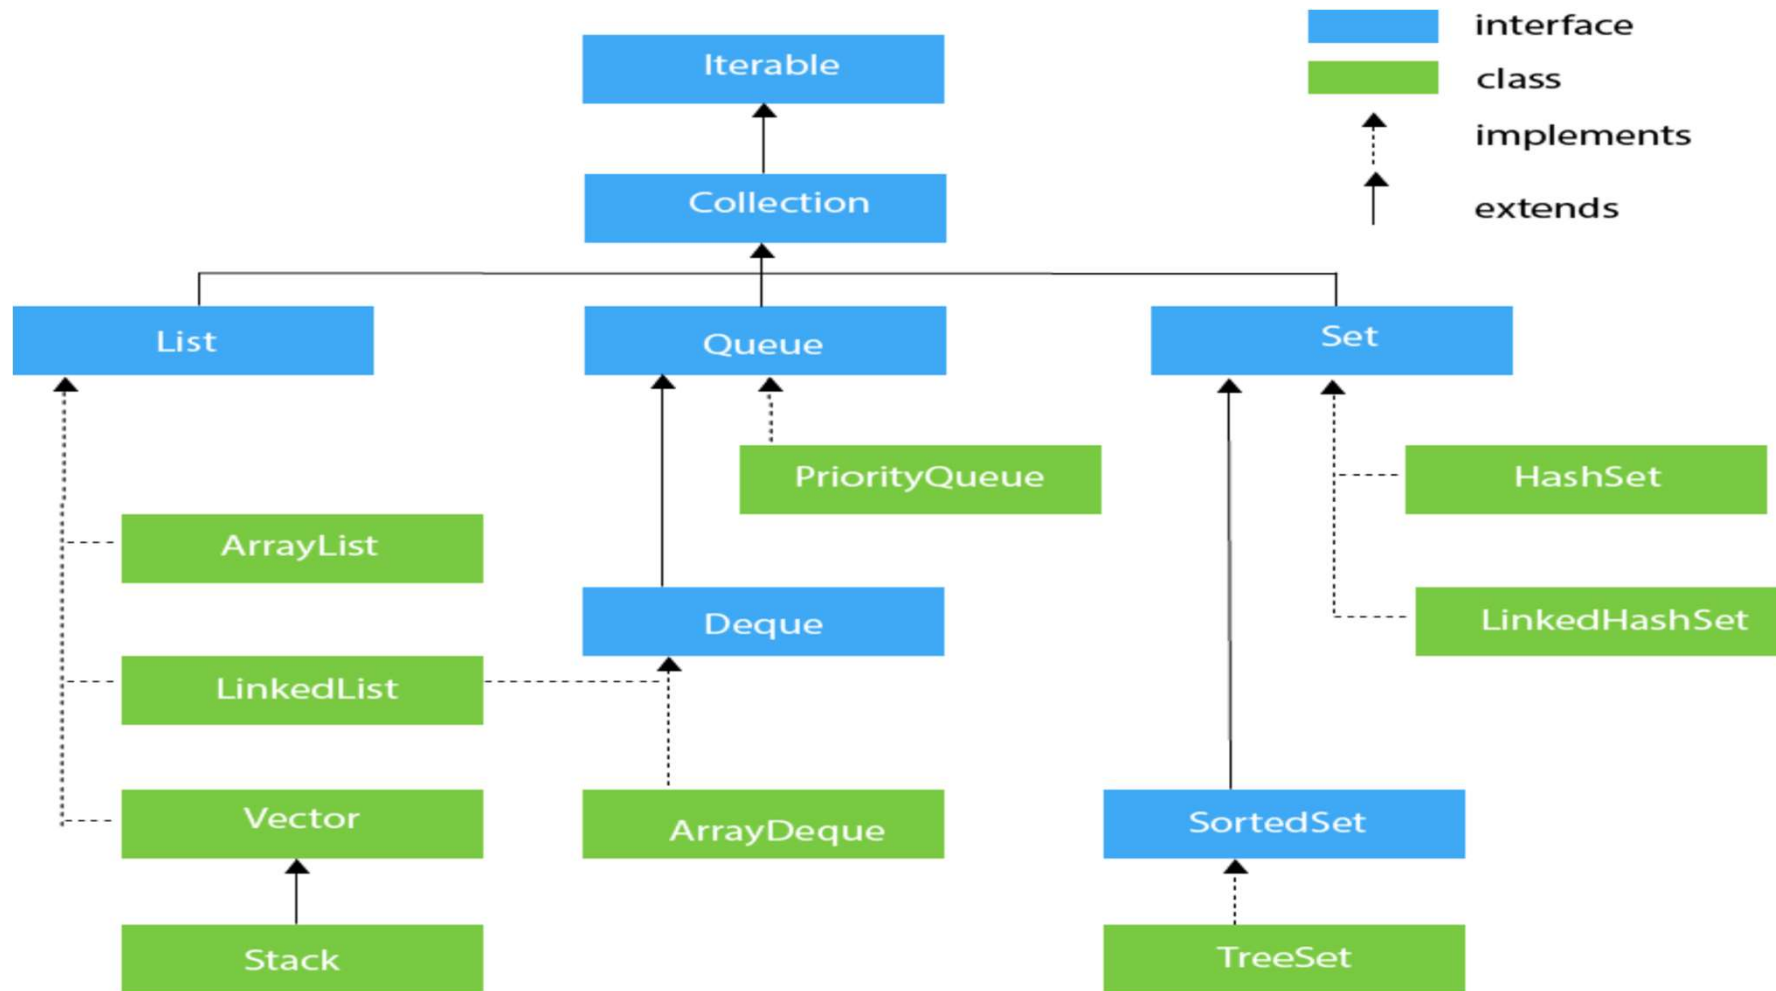 interface
Iterable
class
implements
Collection
extends
List
Queue
Set
PriorityQueue
HashSet
ArrayList
Deque
LinkedHashSet
LinkedList
Vector
ArrayDeque
SortedSet
Stack
TreeSet